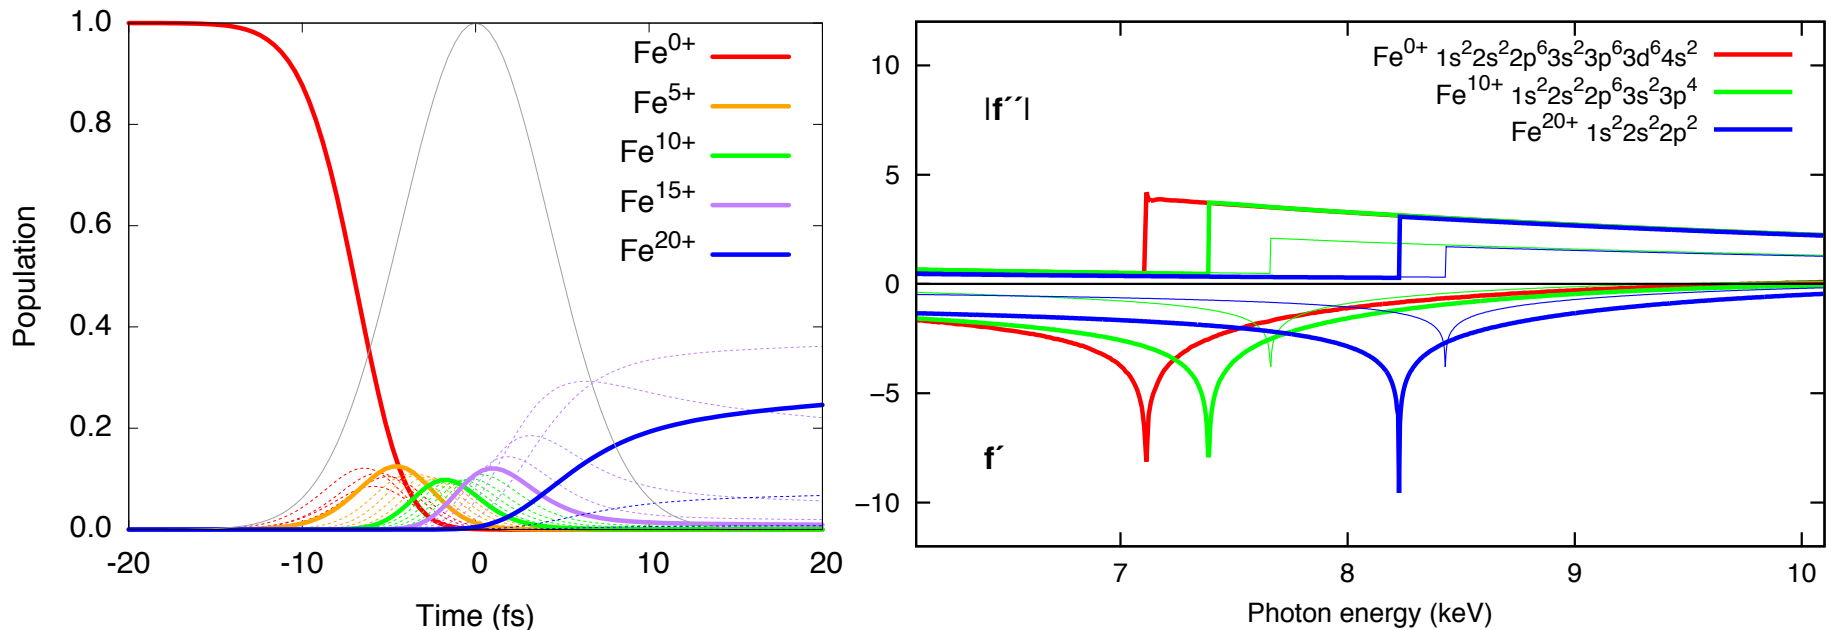 1.0
0.8
0.6
0.4
0.2
0.0
Population
-20
-10
0
10
20
Time (fs)
Fe⁰⁺
Fe⁵⁺
Fe¹⁰⁺
Fe¹⁵⁺
Fe²⁰⁺
10
5
0
−5
−10
|f´´|
f´
Fe⁰⁺ 1s²2s²2p⁶3s²3p⁶3d⁶4s²
Fe¹⁰⁺ 1s²2s²2p⁶3s²3p⁴
Fe²⁰⁺ 1s²2s²2p²
7
8
9
10
Photon energy (keV)